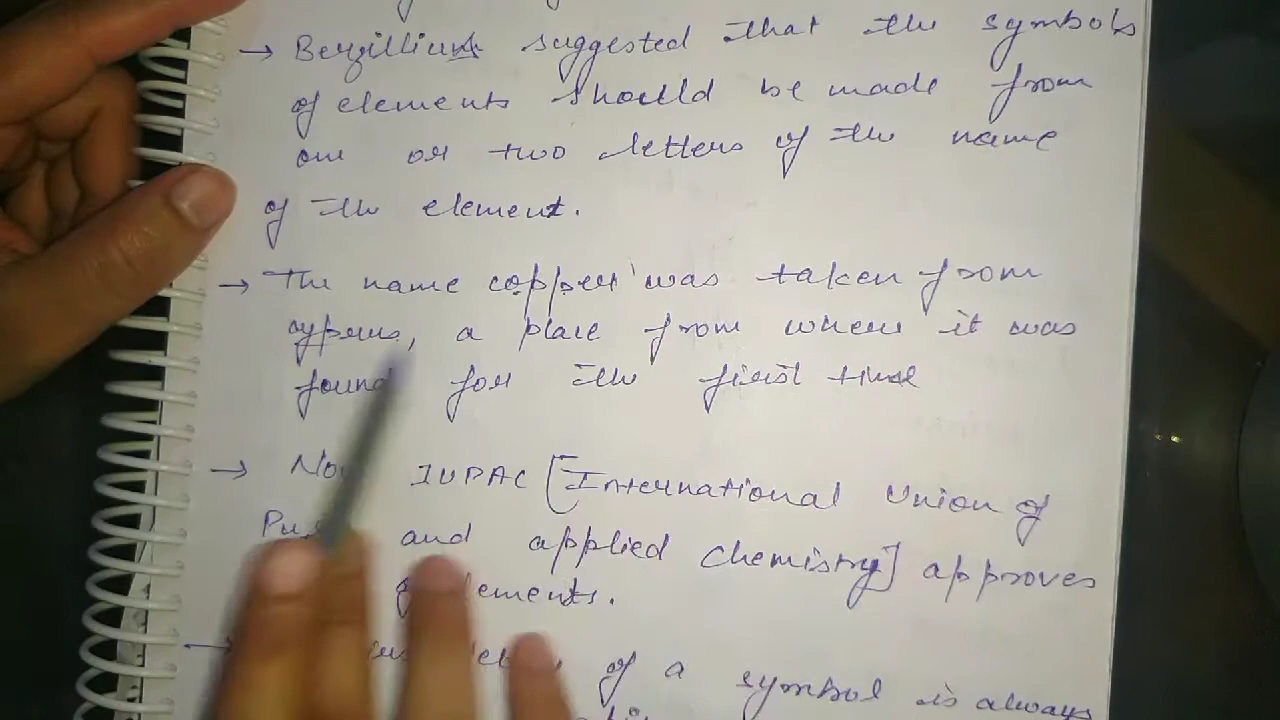 → Berzillius suggested that the symbols
of elements should be made from
one or two letters of the name
of the element.
→ The name copper was taken from
cyprus, a place from where it was
found for the first time
→ IUPAC [International Union of
and applied chemistry] approves
elements.
→ of a symbol is always